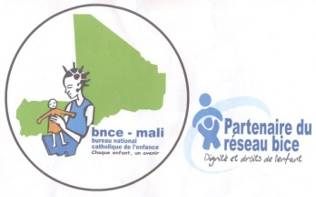 bnce - mali
bureau national
catholique de l'enfance
Chaque enfant, un avenir
Partenaire du
réseau bice
Dignité et droits de l'enfant